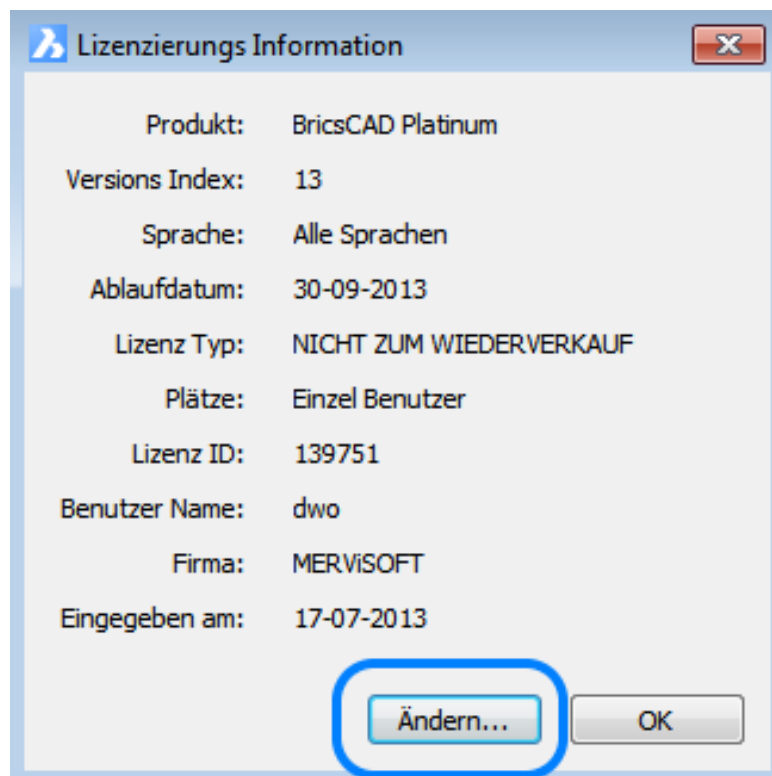 Lizenzierungs Information
Produkt: BricsCAD Platinum
Versions Index: 13
Sprache: Alle Sprachen
Ablaufdatum: 30-09-2013
Lizenz Typ: NICHT ZUM WIEDERVERKAUF
Plätze: Einzel Benutzer
Lizenz ID: 139751
Benutzer Name: dwo
Firma: MERViSOFT
Eingegeben am: 17-07-2013
Ändern... OK